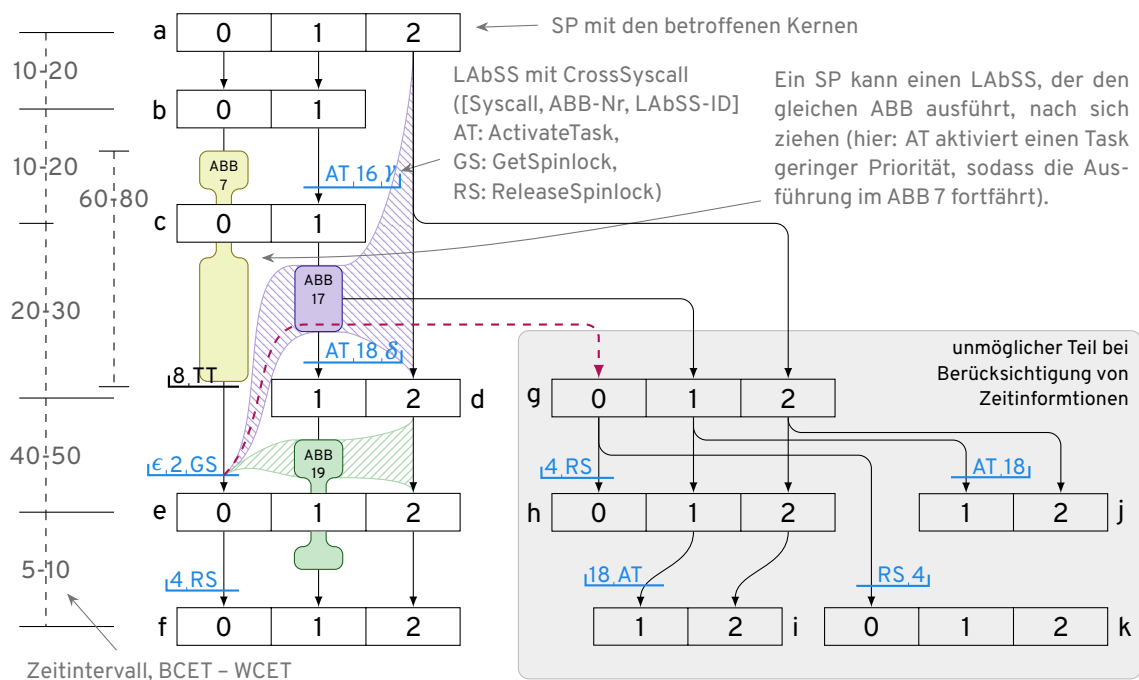 a 0 1 2
SP mit den betroffenen Kernen
10-20
LAbSS mit CrossSyscall
([Syscall, ABB-Nr, LAbSS-ID]
AT: ActivateTask,
GS: GetSpinlock,
RS: ReleaseSpinlock)
Ein SP kann einen LAbSS, der den
gleichen ABB ausführt, nach sich
ziehen (hier: AT aktiviert einen Task
geringer Priorität, sodass die Aus-
führung im ABB 7 fortfährt).
b 0 1
10-20
60-80
ABB
7
AT,16,γ
c 0 1
20-30
ABB
17
AT,18,δ
8,TT
unmöglicher Teil bei
Berücksichtigung von
Zeitinformtionen
1 2 d
g 0 1 2
40-50
ϵ,2,GS
ABB
19
4,RS
AT,18
e 0 1 2
h 0 1 2
1 2 j
5-10
4,RS
18,AT
RS,4
f 0 1 2
1 2 i
0 1 2 k
Zeitintervall, BCET – WCET